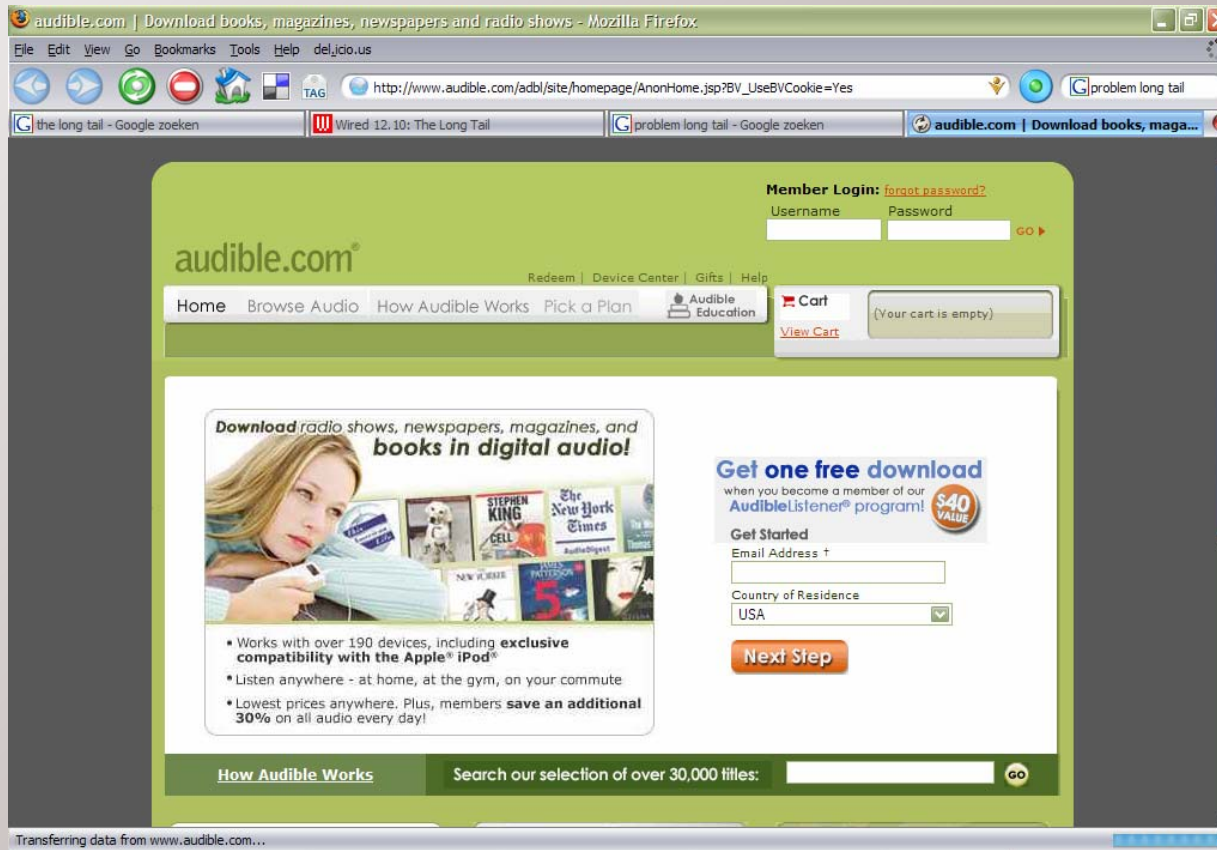 audible.com | Download books, magazines, newspapers and radio shows - Mozilla Firefox
File Edit View Go Bookmarks Tools Help del.icio.us
TAG http://www.audible.com/adbl/site/homepage/AnonHome.jsp?BV_UseBVCookie=Yes G problem long tail
G the long tail - Google zoeken W Wired 12.10: The Long Tail G problem long tail - Google zoeken audible.com | Download books, maga...
Member Login: forgot password?
Username Password
GO
audible.com®
Redeem | Device Center | Gifts | Help
Home Browse Audio How Audible Works Pick a Plan Audible Education
Cart
(Your cart is empty)
View Cart
Download radio shows, newspapers, magazines, and
books in digital audio!
STEPHEN
KING
CELL
The
New York
Times
AudioDigest
NEW YORKER
JAMES
PATTERSON
5
• Works with over 190 devices, including exclusive
compatibility with the Apple® iPod®
• Listen anywhere - at home, at the gym, on your commute
• Lowest prices anywhere. Plus, members save an additional
30% on all audio every day!
Get one free download
when you become a member of our
AudibleListener® program!
$40
VALUE
Get Started
Email Address †
Country of Residence
USA
Next Step
How Audible Works Search our selection of over 30,000 titles: GO
Transferring data from www.audible.com...